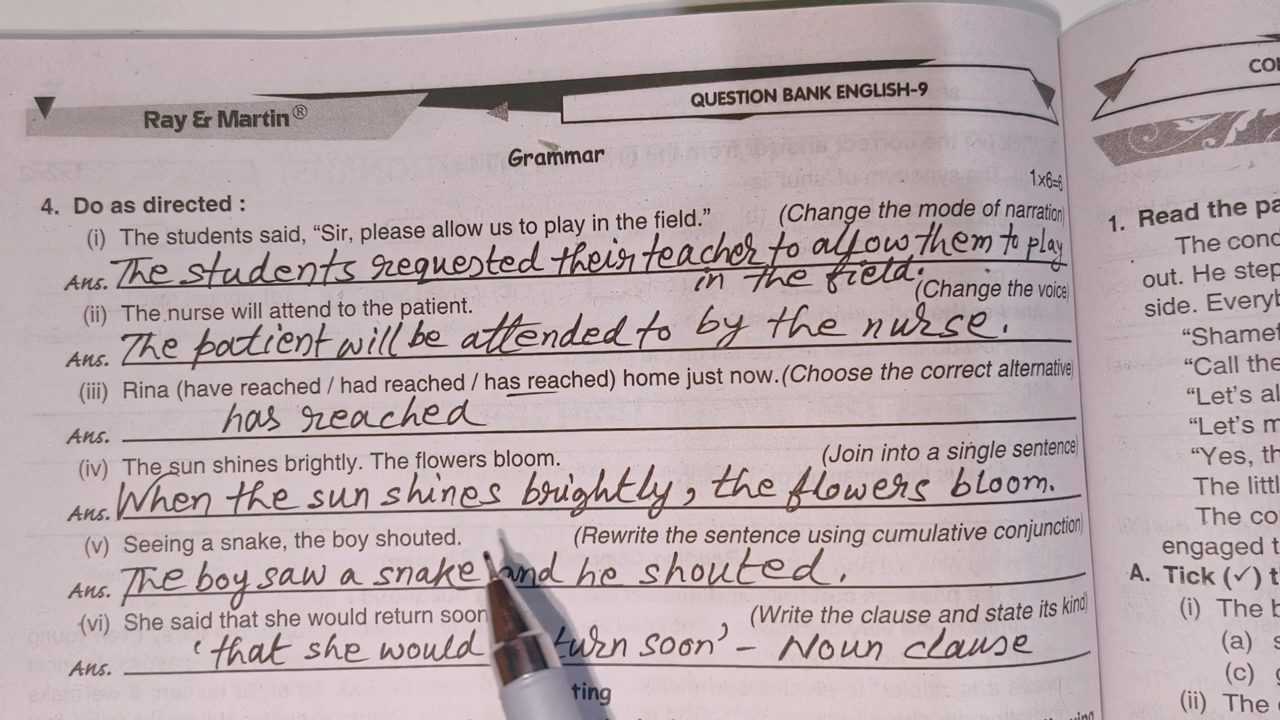 Ray & Martin®
QUESTION BANK ENGLISH-9
Grammar
1x6=6
4. Do as directed :
(i) The students said, “Sir, please allow us to play in the field.” (Change the mode of narration)
Ans. The students requested their teacher to allow them to play
in the field.
(ii) The nurse will attend to the patient. (Change the voice)
Ans. The patient will be attended to by the nurse.
(iii) Rina (have reached / had reached / has reached) home just now. (Choose the correct alternative)
Ans. has reached
(iv) The sun shines brightly. The flowers bloom. (Join into a single sentence)
Ans. When the sun shines brightly, the flowers bloom.
(v) Seeing a snake, the boy shouted. (Rewrite the sentence using cumulative conjunction)
Ans. The boy saw a snake and he shouted.
(vi) She said that she would return soon (Write the clause and state its kind)
Ans. ‘that she would turn soon’ – Noun clause
ting
1. Read the pa
The cond
out. He step
side. Everyb
“Shame
“Call the
“Let's al
“Let's m
“Yes, th
The littl
The co
engaged t
A. Tick (✓) t
(i) The b
(a)
(c)
(ii) The